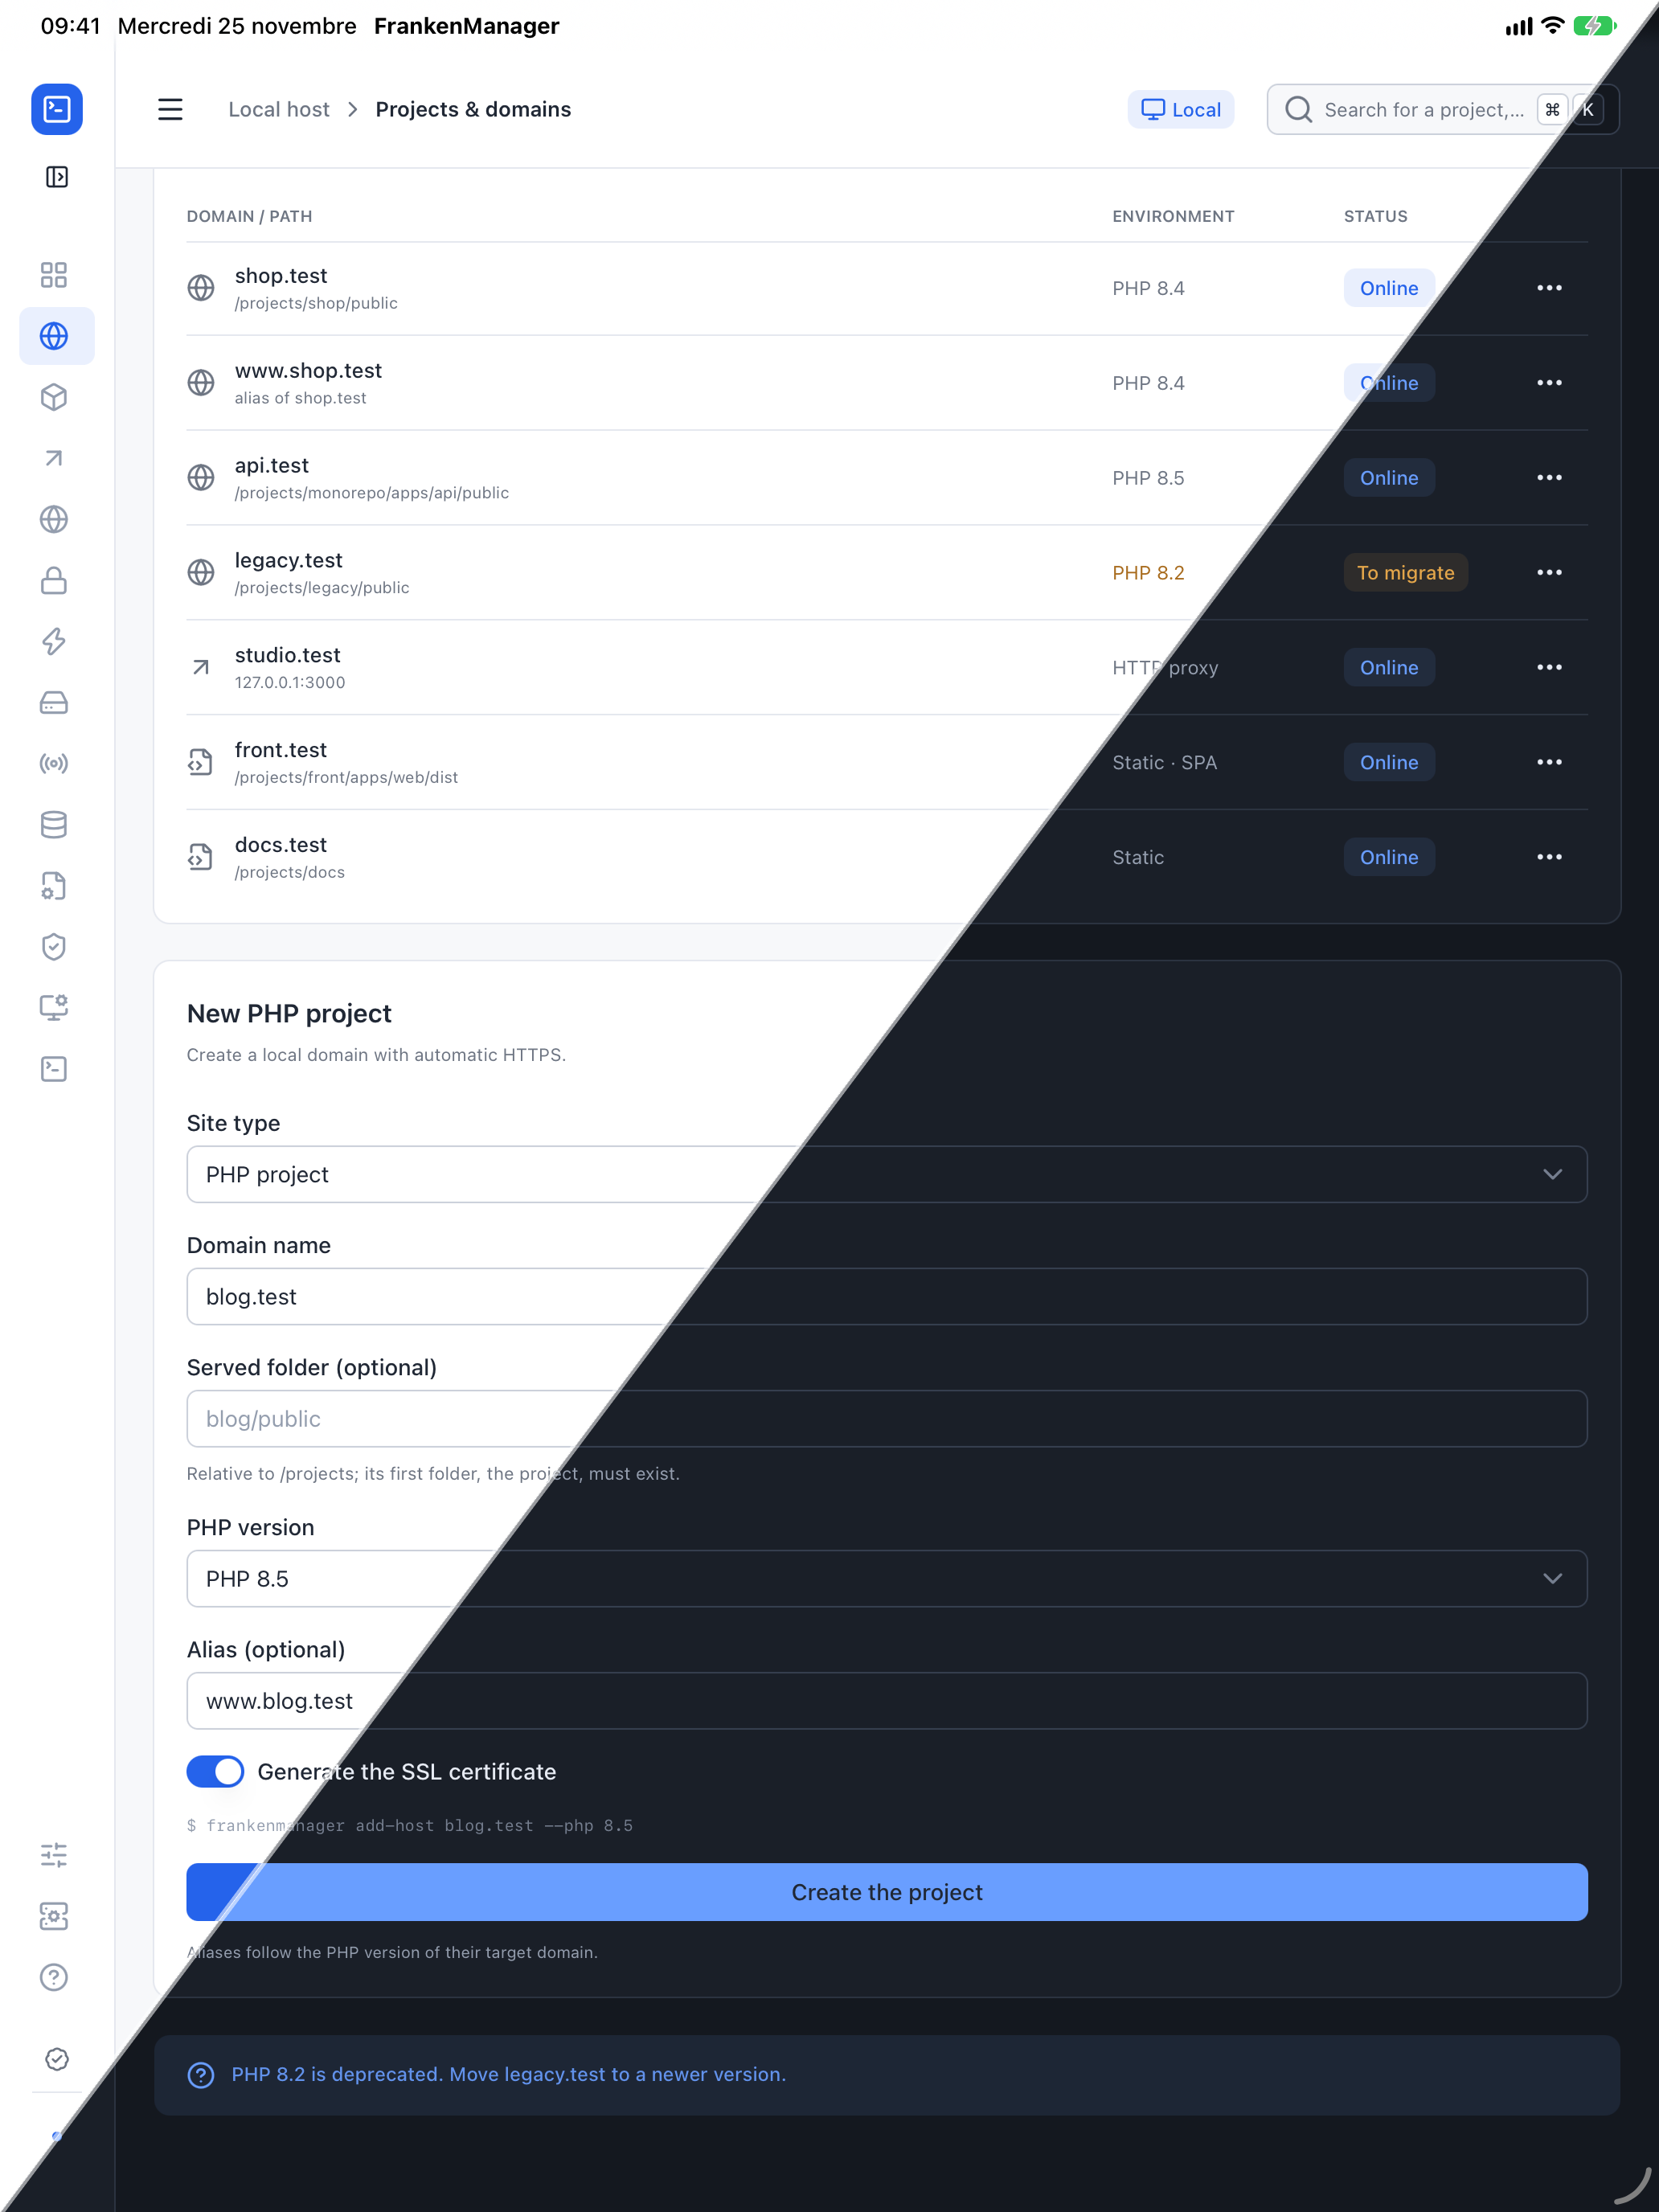 09:41 Mercredi 25 novembre FrankenManager
Local host > Projects & domains
Local
Search for a project,... ⌘ K
DOMAIN / PATH ENVIRONMENT STATUS
shop.test
/projects/shop/public
PHP 8.4 Online
www.shop.test
alias of shop.test
PHP 8.4 Online
api.test
/projects/monorepo/apps/api/public
PHP 8.5 Online
legacy.test
/projects/legacy/public
PHP 8.2 To migrate
studio.test
127.0.0.1:3000
HTTP proxy Online
front.test
/projects/front/apps/web/dist
Static · SPA Online
docs.test
/projects/docs
Static Online
New PHP project
Create a local domain with automatic HTTPS.
Site type
PHP project
Domain name
blog.test
Served folder (optional)
blog/public
Relative to /projects; its first folder, the project, must exist.
PHP version
PHP 8.5
Alias (optional)
www.blog.test
Generate the SSL certificate
$ frankenmanager add-host blog.test --php 8.5
Create the project
Aliases follow the PHP version of their target domain.
PHP 8.2 is deprecated. Move legacy.test to a newer version.